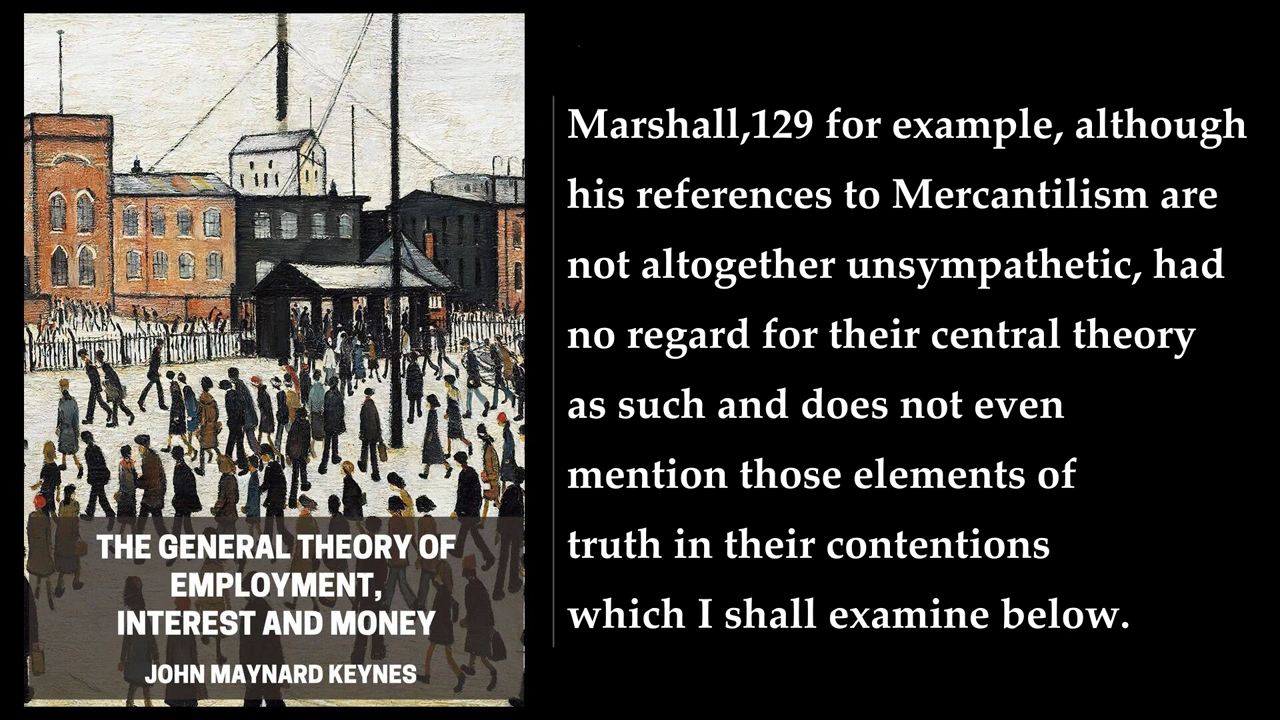 THE GENERAL THEORY OF
EMPLOYMENT,
INTEREST AND MONEY
JOHN MAYNARD KEYNES
Marshall,129 for example, although
his references to Mercantilism are
not altogether unsympathetic, had
no regard for their central theory
as such and does not even
mention those elements of
truth in their contentions
which I shall examine below.